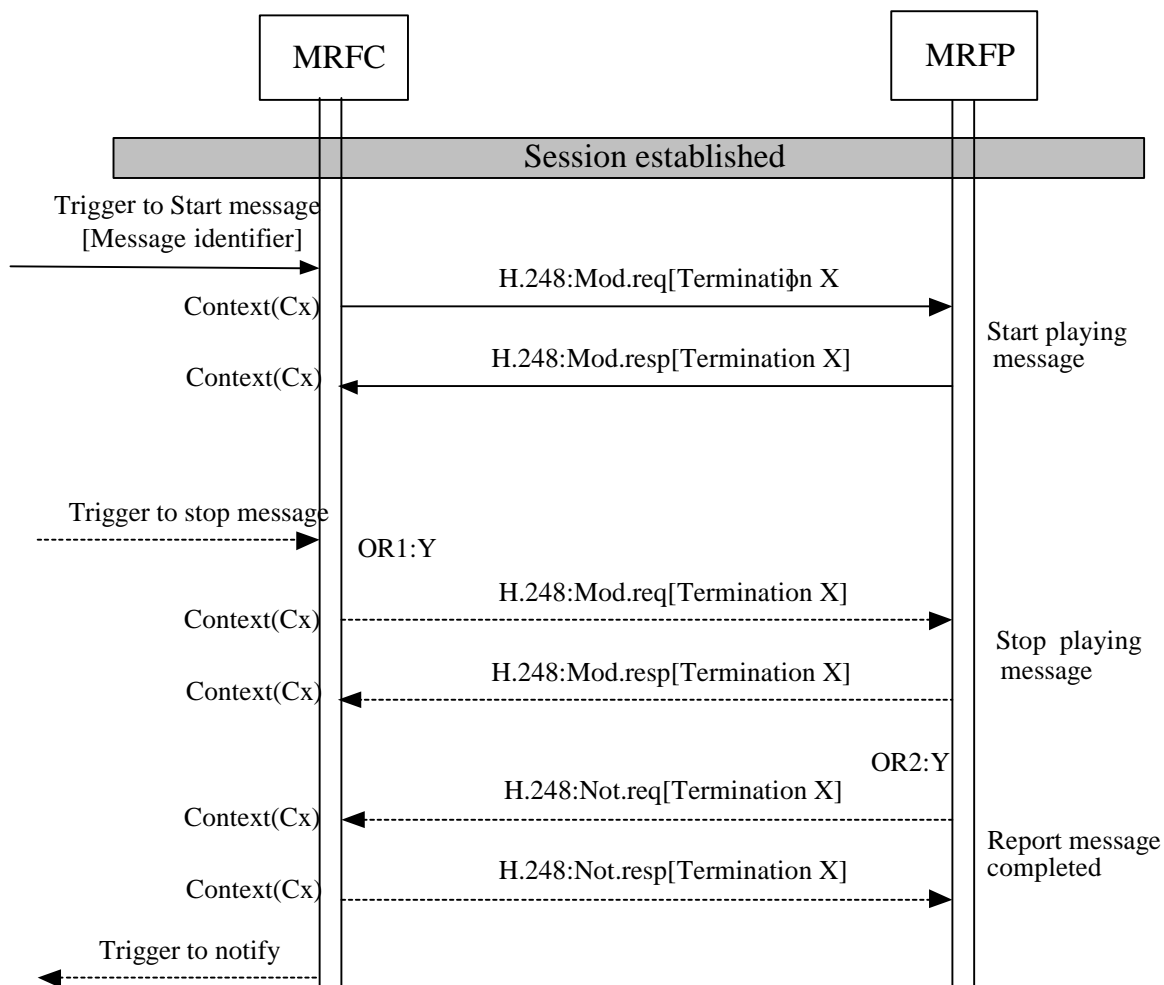 MRFC
MRFP
Session established
Trigger to Start message
[Message identifier]
H.248:Mod.req[Termination X]
Context(Cx)
Start playing
message
H.248:Mod.resp[Termination X]
Context(Cx)
Trigger to stop message
OR1:Y
H.248:Mod.req[Termination X]
Context(Cx)
Stop playing
message
H.248:Mod.resp[Termination X]
Context(Cx)
OR2:Y
H.248:Not.req[Termination X]
Context(Cx)
Report message
completed
H.248:Not.resp[Termination X]
Context(Cx)
Trigger to notify